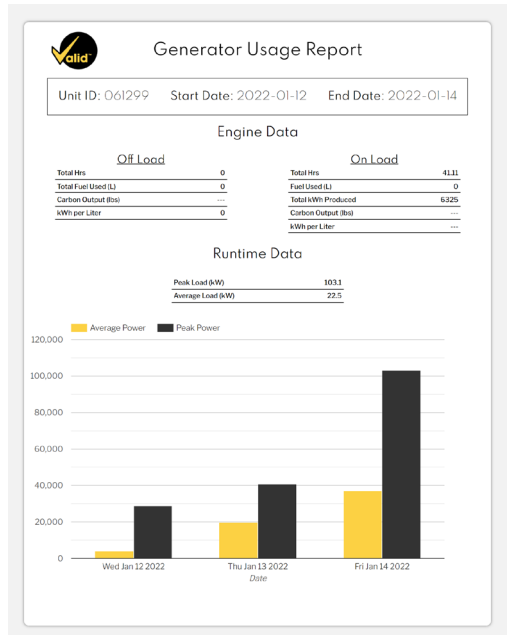 Valid™
Generator Usage Report
Unit ID: 061299 Start Date: 2022-01-12 End Date: 2022-01-14
Engine Data
Off Load
Total Hrs 0
Total Fuel Used (L) 0
Carbon Output (lbs) ---
kWh per Liter 0
On Load
Total Hrs 41.11
Fuel Used (L) 0
Total kWh Produced 6325
Carbon Output (lbs) ---
kWh per Liter ---
Runtime Data
Peak Load (kW) 103.1
Average Load (kW) 22.5
Average Power Peak Power
120,000
100,000
80,000
60,000
40,000
20,000
0
Wed Jan 12 2022 Thu Jan 13 2022 Fri Jan 14 2022
Date